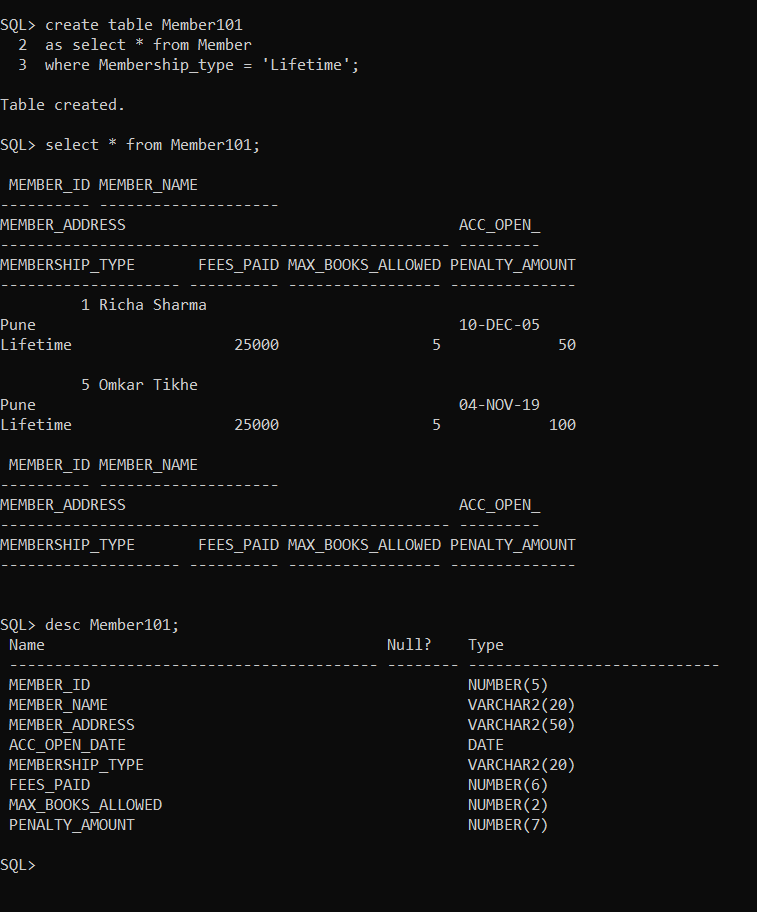 SQL> create table Member101
  2  as select * from Member
  3  where Membership_type = 'Lifetime';

Table created.

SQL> select * from Member101;

 MEMBER_ID MEMBER_NAME
---------- --------------------
MEMBER_ADDRESS                                     ACC_OPEN_
-------------------------------------------------- ---------
MEMBERSHIP_TYPE       FEES_PAID MAX_BOOKS_ALLOWED PENALTY_AMOUNT
-------------------- ---------- ----------------- --------------
         1 Richa Sharma
Pune                                               10-DEC-05
Lifetime                  25000                 5             50

         5 Omkar Tikhe
Pune                                               04-NOV-19
Lifetime                  25000                 5            100

 MEMBER_ID MEMBER_NAME
---------- --------------------
MEMBER_ADDRESS                                     ACC_OPEN_
-------------------------------------------------- ---------
MEMBERSHIP_TYPE       FEES_PAID MAX_BOOKS_ALLOWED PENALTY_AMOUNT
-------------------- ---------- ----------------- --------------


SQL> desc Member101;
 Name                                      Null?    Type
 ----------------------------------------- -------- ----------------------------
 MEMBER_ID                                          NUMBER(5)
 MEMBER_NAME                                        VARCHAR2(20)
 MEMBER_ADDRESS                                     VARCHAR2(50)
 ACC_OPEN_DATE                                      DATE
 MEMBERSHIP_TYPE                                    VARCHAR2(20)
 FEES_PAID                                          NUMBER(6)
 MAX_BOOKS_ALLOWED                                  NUMBER(2)
 PENALTY_AMOUNT                                     NUMBER(7)

SQL>